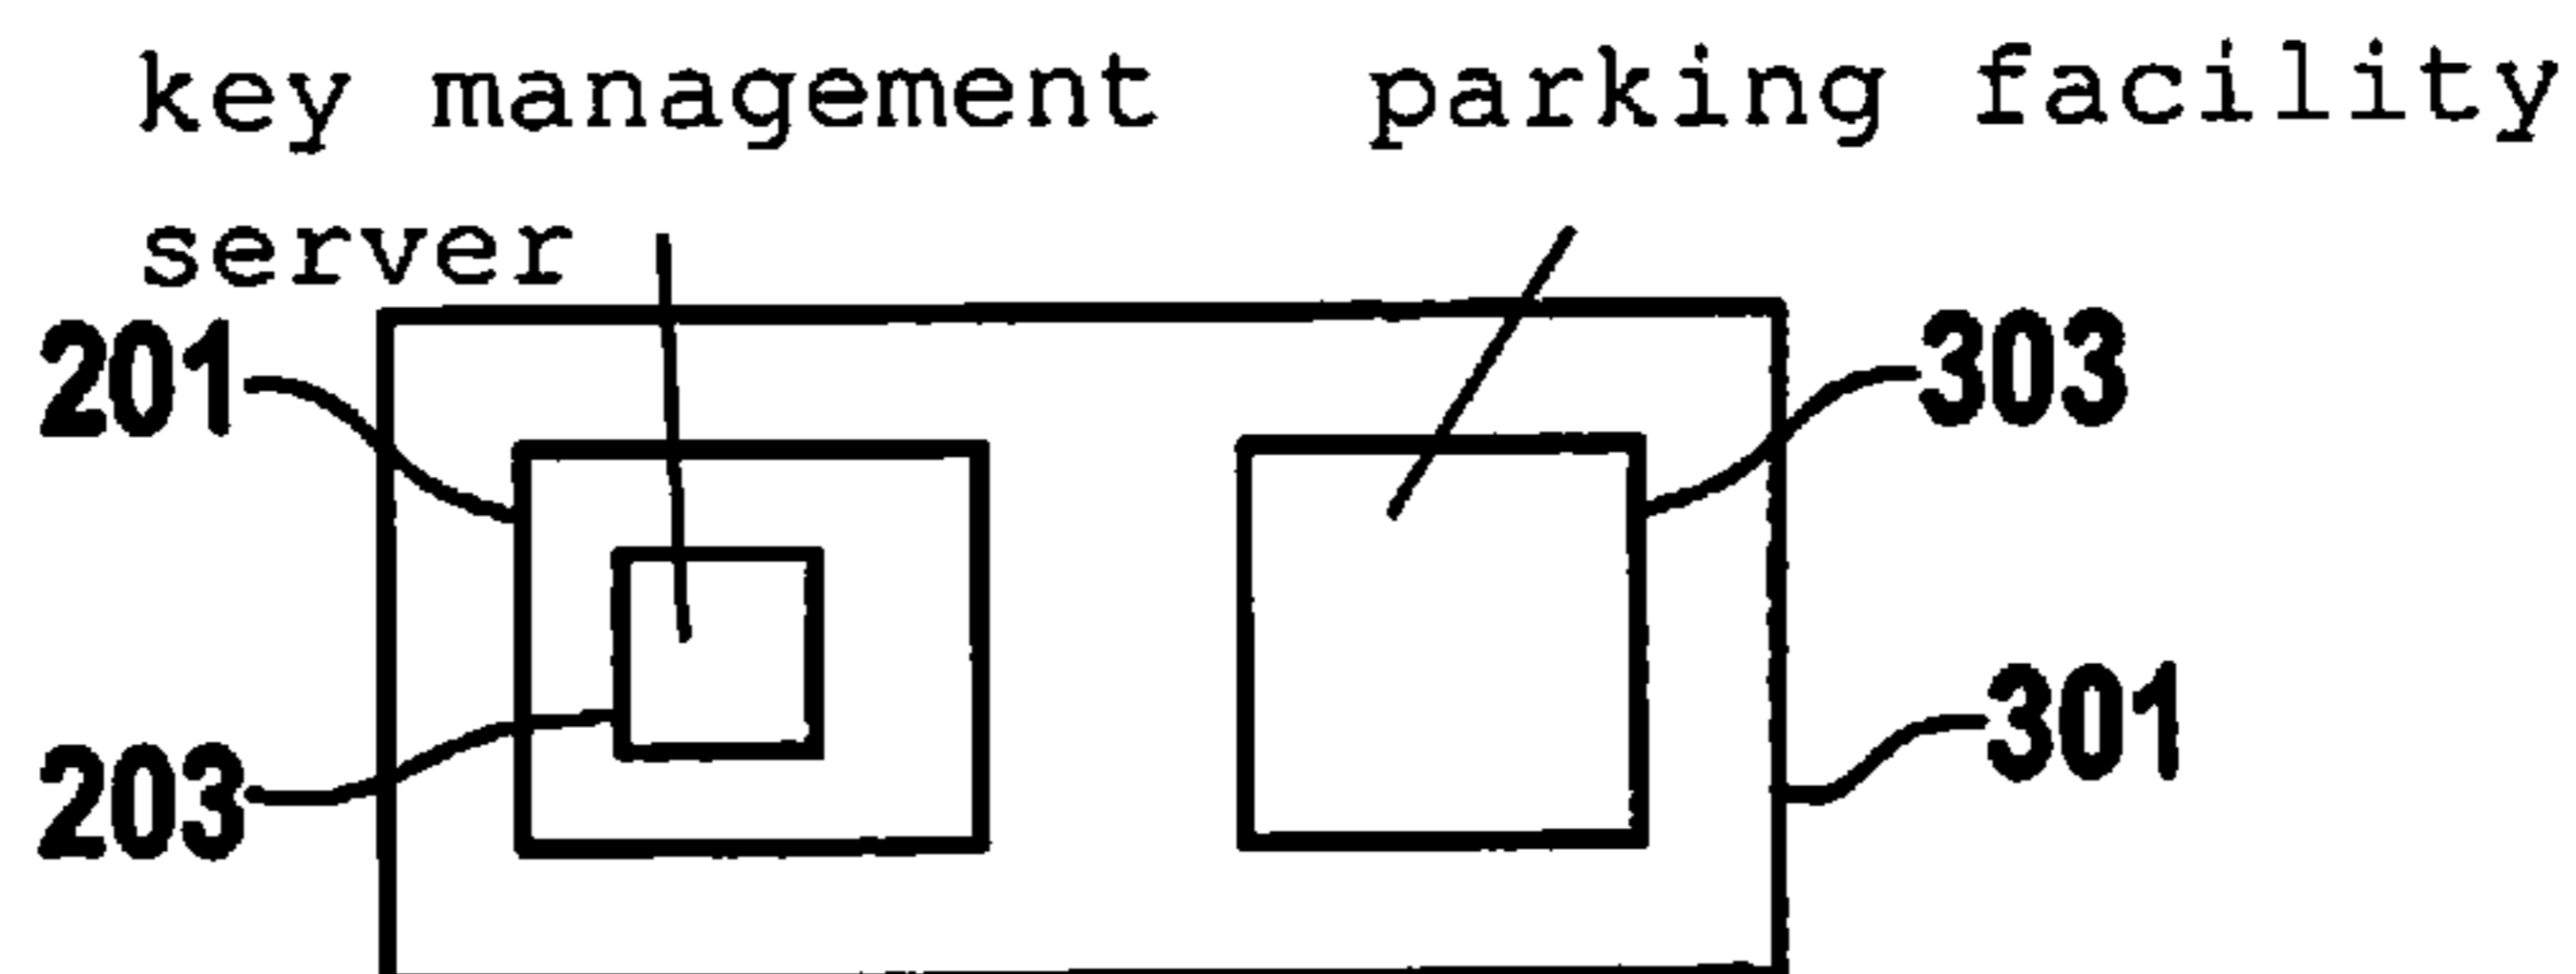 key management parking facility
server
201
303
301
203